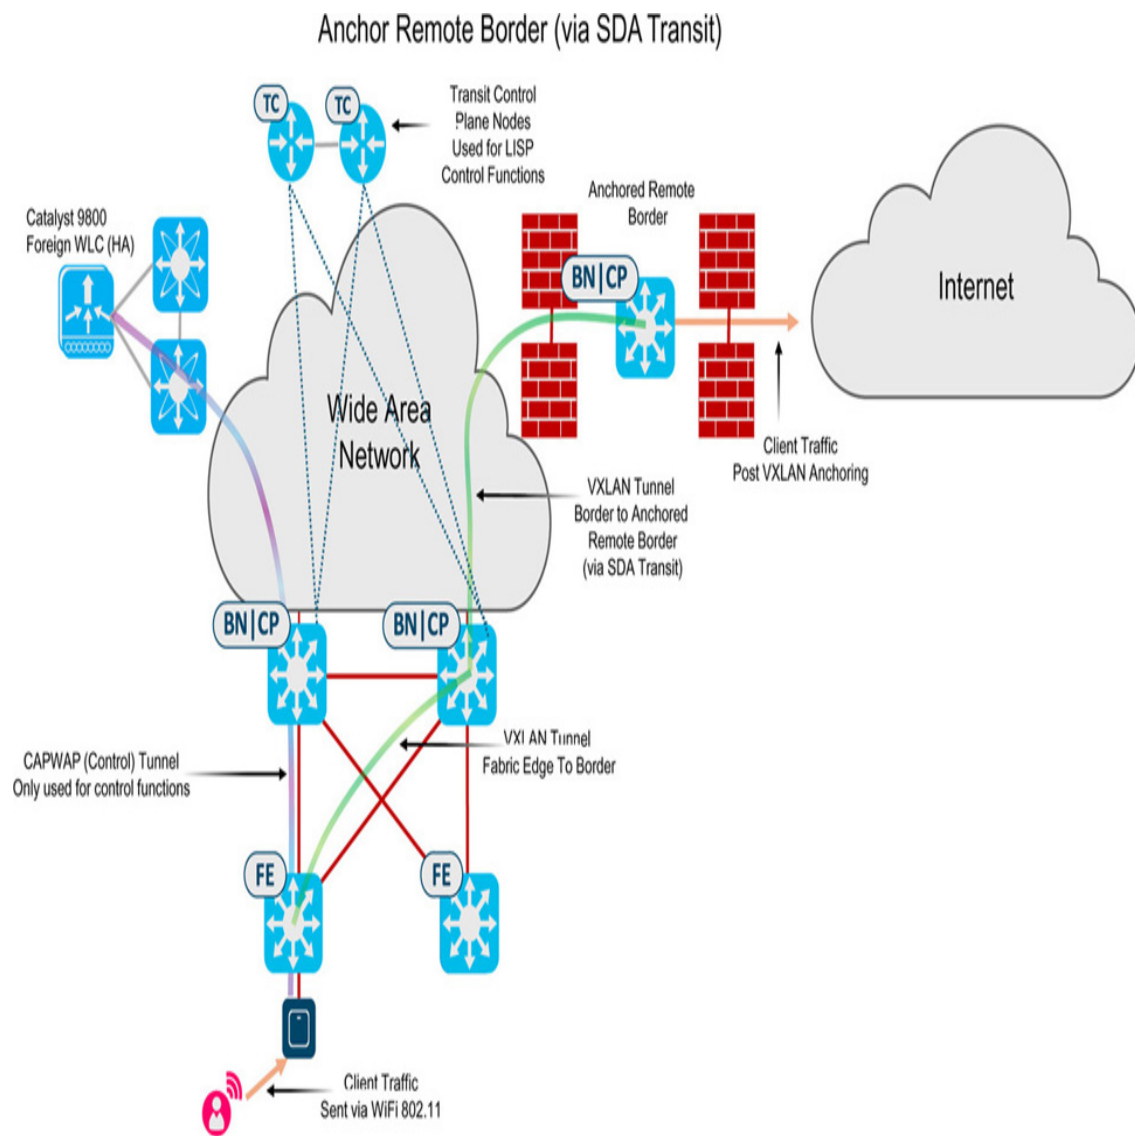 Anchor Remote Border (via SDA Transit)
TC
TC
Transit Control
Plane Nodes
Used for LISP
Control Functions
Catalyst 9800
Foreign WLC (HA)
Anchored Remote
Border
BN|CP
Internet
Wide Area
Network
Client Traffic
Post VXLAN Anchoring
VXLAN Tunnel
Border to Anchored
Remote Border
(via SDA Transit)
BN|CP
BN|CP
CAPWAP (Control) Tunnel
Only used for control functions
VXLAN Tunnel
Fabric Edge To Border
FE
FE
Client Traffic
Sent via WiFi 802.11